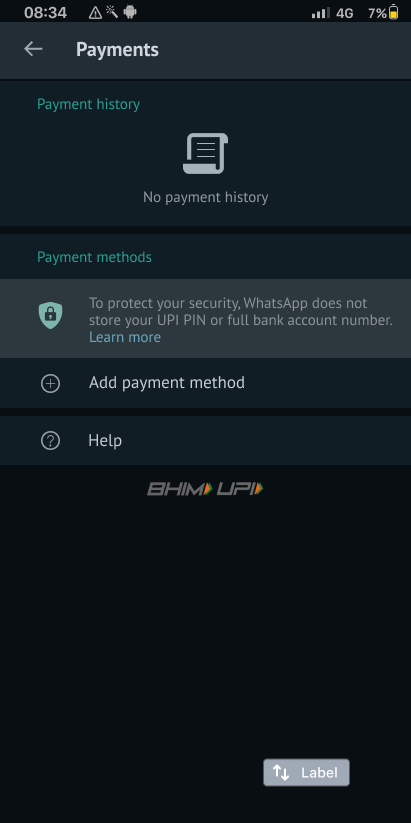 08:34 4G 7%
Payments
Payment history
No payment history
Payment methods
To protect your security, WhatsApp does not
store your UPI PIN or full bank account number.
Learn more
Add payment method
Help
BHIM UPI
Label